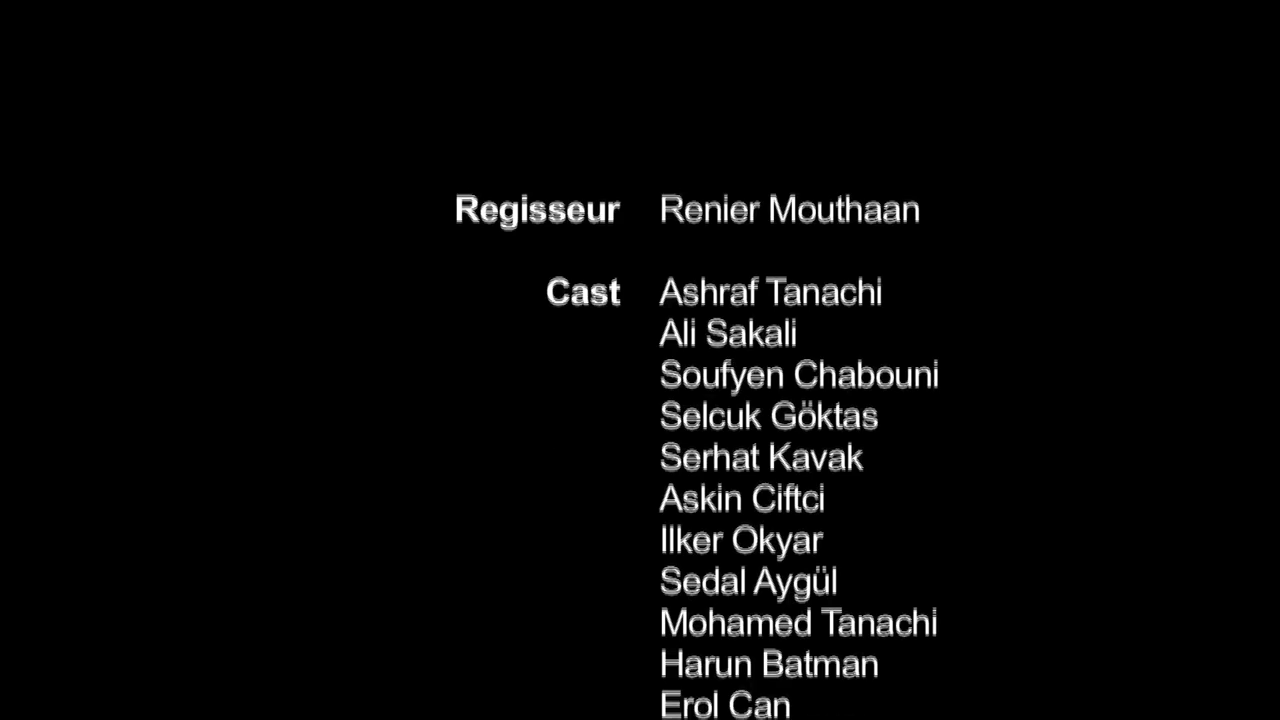 Regisseur Renier Mouthaan
Cast Ashraf Tanachi
Ali Sakali
Soufyen Chabouni
Selcuk Göktas
Serhat Kavak
Askin Ciftci
Ilker Okyar
Sedal Aygül
Mohamed Tanachi
Harun Batman
Erol Can